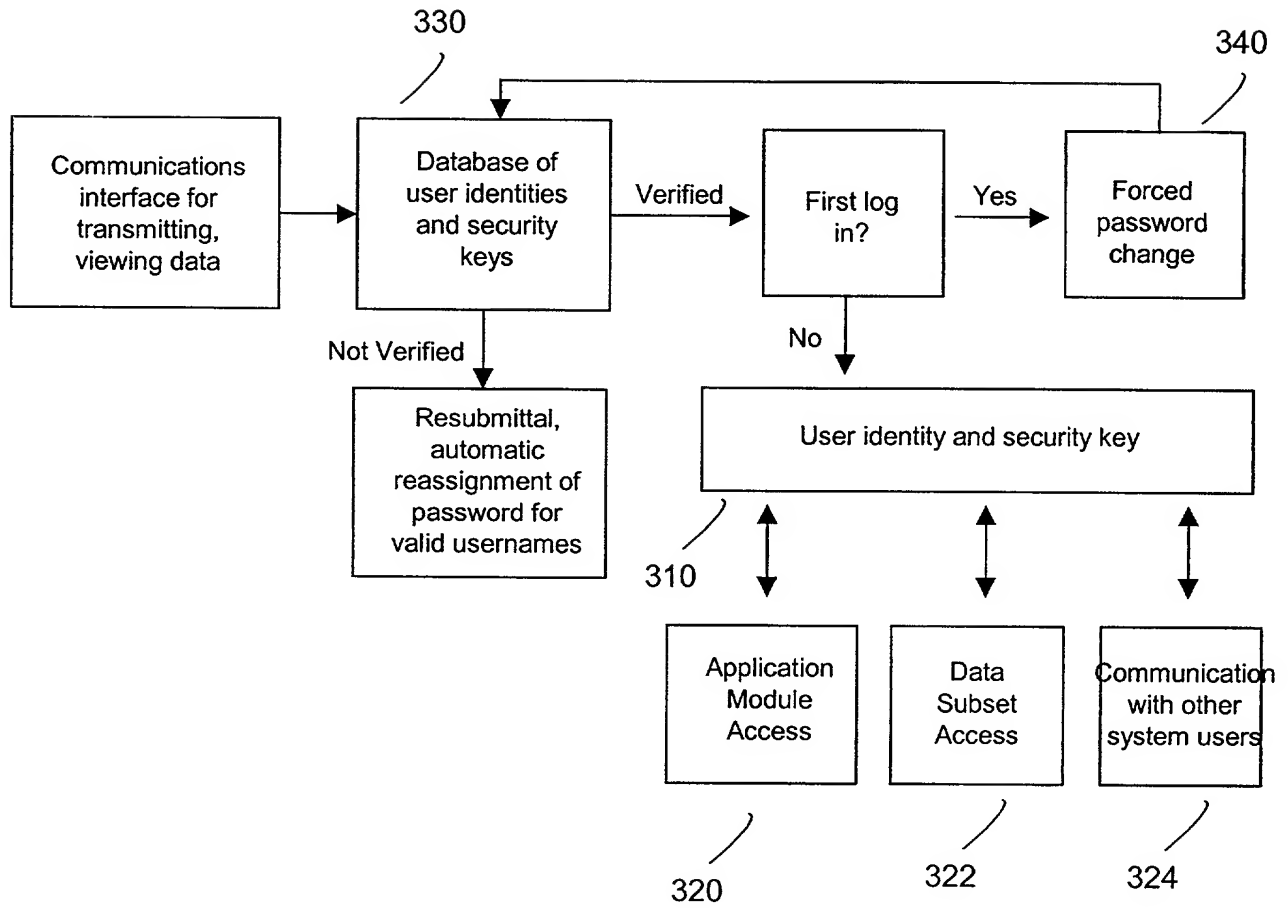 330
340
Communications
interface for
transmitting,
viewing data
Database of
user identities
and security
keys
Verified
First log
in?
Yes
Forced
password
change
Not Verified
No
Resubmittal,
automatic
reassignment of
password for
valid usernames
User identity and security key
310
Application
Module
Access
Data
Subset
Access
Communication
with other
system users
320
322
324